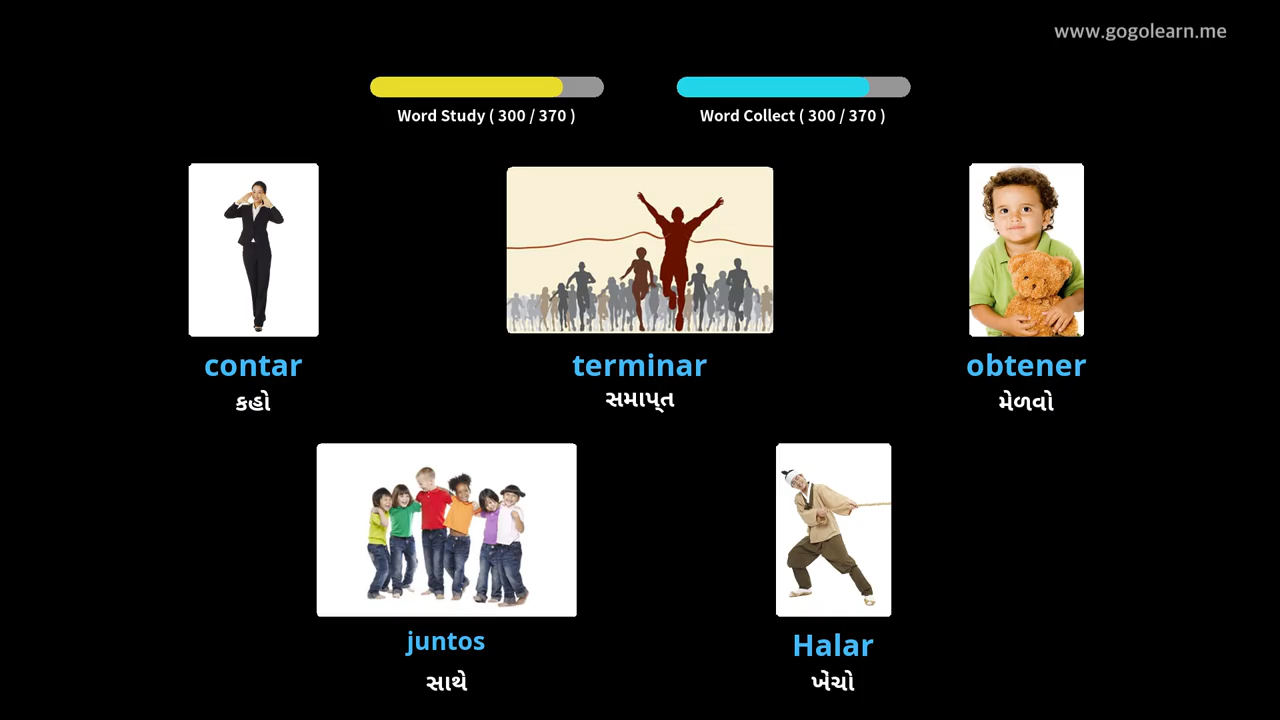 www.gogolearn.me
Word Study ( 300 / 370 )
Word Collect ( 300 / 370 )
contar
terminar
obtener
કહો
સમાપ્ત
મેળવો
juntos
Halar
સાથે
ખેચો